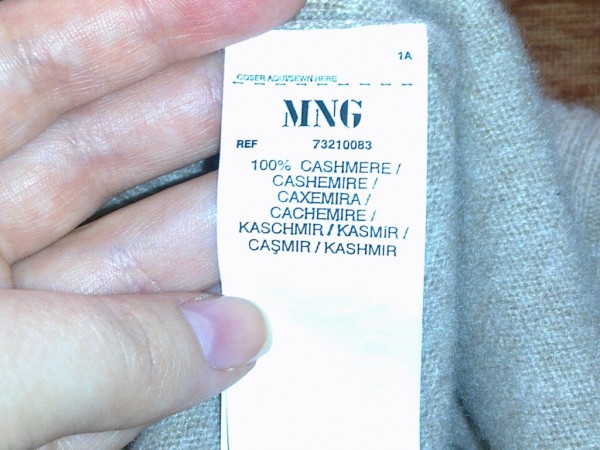 1A
COSER AQUI/SEWN HERE
MNG
REF 73210083
100% CASHMERE /
CASHEMIRE /
CAXEMIRA /
CACHEMIRE /
KASCHMIR / KASMİR /
CAŞMIR / KASHMIR